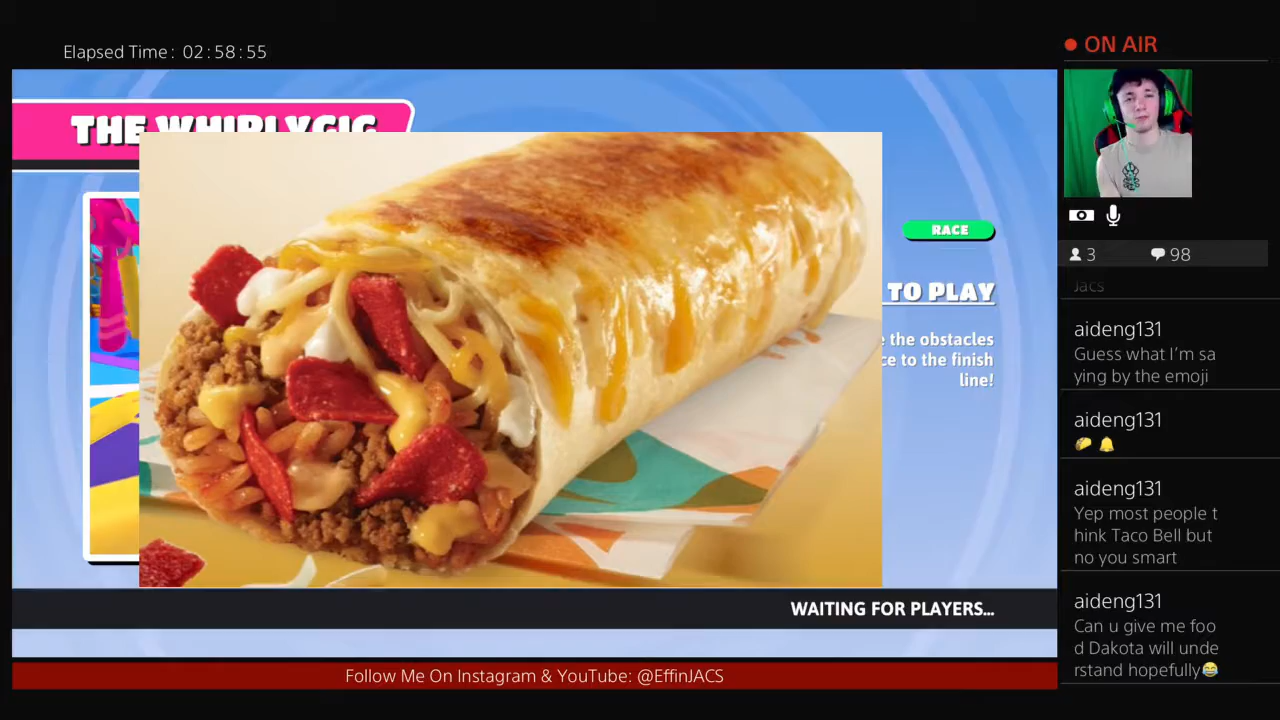 Elapsed Time: 02:58:55
ON AIR
THE WHIRLYGIG
RACE
TO PLAY
the obstacles
to the finish
line!
WAITING FOR PLAYERS...
Follow Me On Instagram & YouTube: @EffinJACS
3 98
Jacs
aideng131
Guess what I'm sa
ying by the emoji
aideng131
🌮 🔔
aideng131
Yep most people t
hink Taco Bell but
no you smart
aideng131
Can u give me foo
d Dakota will unde
rstand hopefully😂